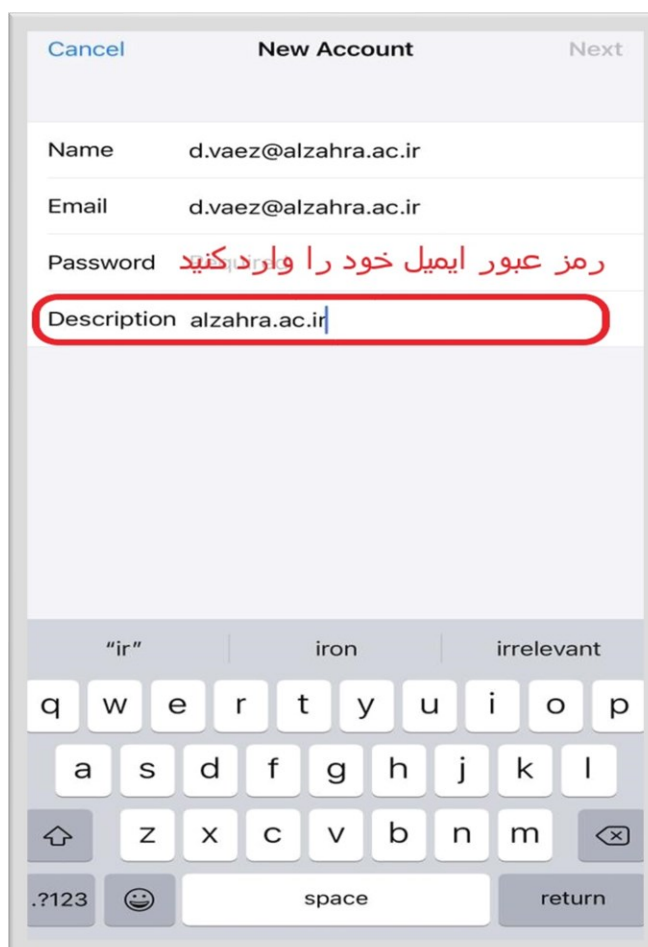 Cancel New Account Next
Name d.vaez@alzahra.ac.ir
Email d.vaez@alzahra.ac.ir
Password Required رمز عبور ایمیل خود را وارد کنید
Description alzahra.ac.ir
“ir” iron irrelevant
q w e r t y u i o p
a s d f g h j k l
z x c v b n m
.?123 space return